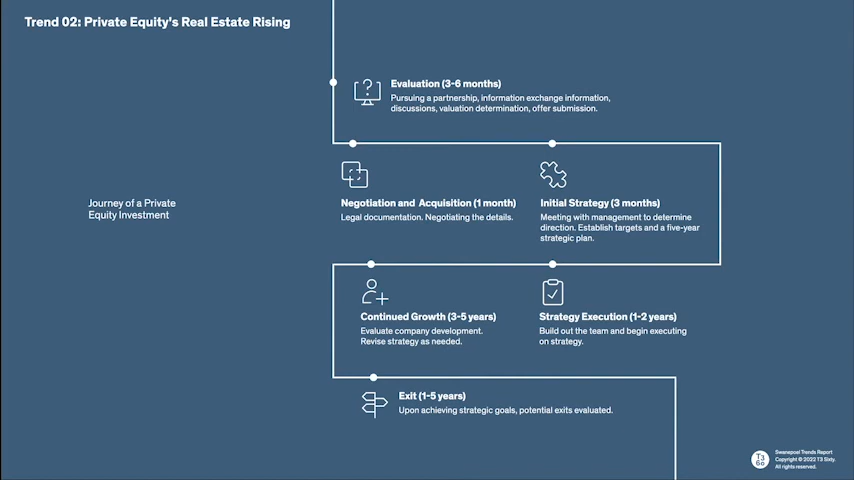 Trend 02: Private Equity's Real Estate Rising
Evaluation (3-6 months)
Pursuing a partnership, information exchange information,
discussions, valuation determination, offer submission.
Journey of a Private
Equity Investment
Negotiation and Acquisition (1 month)
Legal documentation. Negotiating the details.
Initial Strategy (3 months)
Meeting with management to determine
direction. Establish targets and a five-year
strategic plan.
Continued Growth (3-5 years)
Evaluate company development.
Revise strategy as needed.
Strategy Execution (1-2 years)
Build out the team and begin executing
on strategy.
Exit (1-5 years)
Upon achieving strategic goals, potential exits evaluated.
T3
60
Swanepoel Trends Report
Copyright © 2022 T3 Sixty.
All rights reserved.